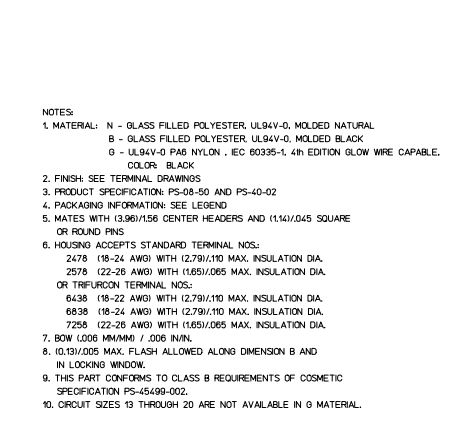 NOTES:
1. MATERIAL: N - GLASS FILLED POLYESTER, UL94V-0, MOLDED NATURAL
B - GLASS FILLED POLYESTER, UL94V-0, MOLDED BLACK
G - UL94V-0 PA6 NYLON , IEC 60335-1, 4th EDITION GLOW WIRE CAPABLE,
COLOR: BLACK
2. FINISH: SEE TERMINAL DRAWINGS
3. PRODUCT SPECIFICATION: PS-08-50 AND PS-40-02
4. PACKAGING INFORMATION: SEE LEGEND
5. MATES WITH (3.96)/.156 CENTER HEADERS AND (1.14)/.045 SQUARE
OR ROUND PINS
6. HOUSING ACCEPTS STANDARD TERMINAL NOS.:
2478 (18-24 AWG) WITH (2.79)/.110 MAX. INSULATION DIA.
2578 (22-26 AWG) WITH (1.65)/.065 MAX. INSULATION DIA.
OR TRIFURCON TERMINAL NOS.:
6438 (18-22 AWG) WITH (2.79)/.110 MAX. INSULATION DIA.
6838 (18-24 AWG) WITH (2.79)/.110 MAX. INSULATION DIA.
7258 (22-26 AWG) WITH (1.65)/.065 MAX. INSULATION DIA.
7. BOW (.006 MM/MM) / .006 IN/IN.
8. (0.13)/.005 MAX. FLASH ALLOWED ALONG DIMENSION B AND
IN LOCKING WINDOW.
9. THIS PART CONFORMS TO CLASS B REQUIREMENTS OF COSMETIC
SPECIFICATION PS-45499-002.
10. CIRCUIT SIZES 13 THROUGH 20 ARE NOT AVAILABLE IN G MATERIAL.